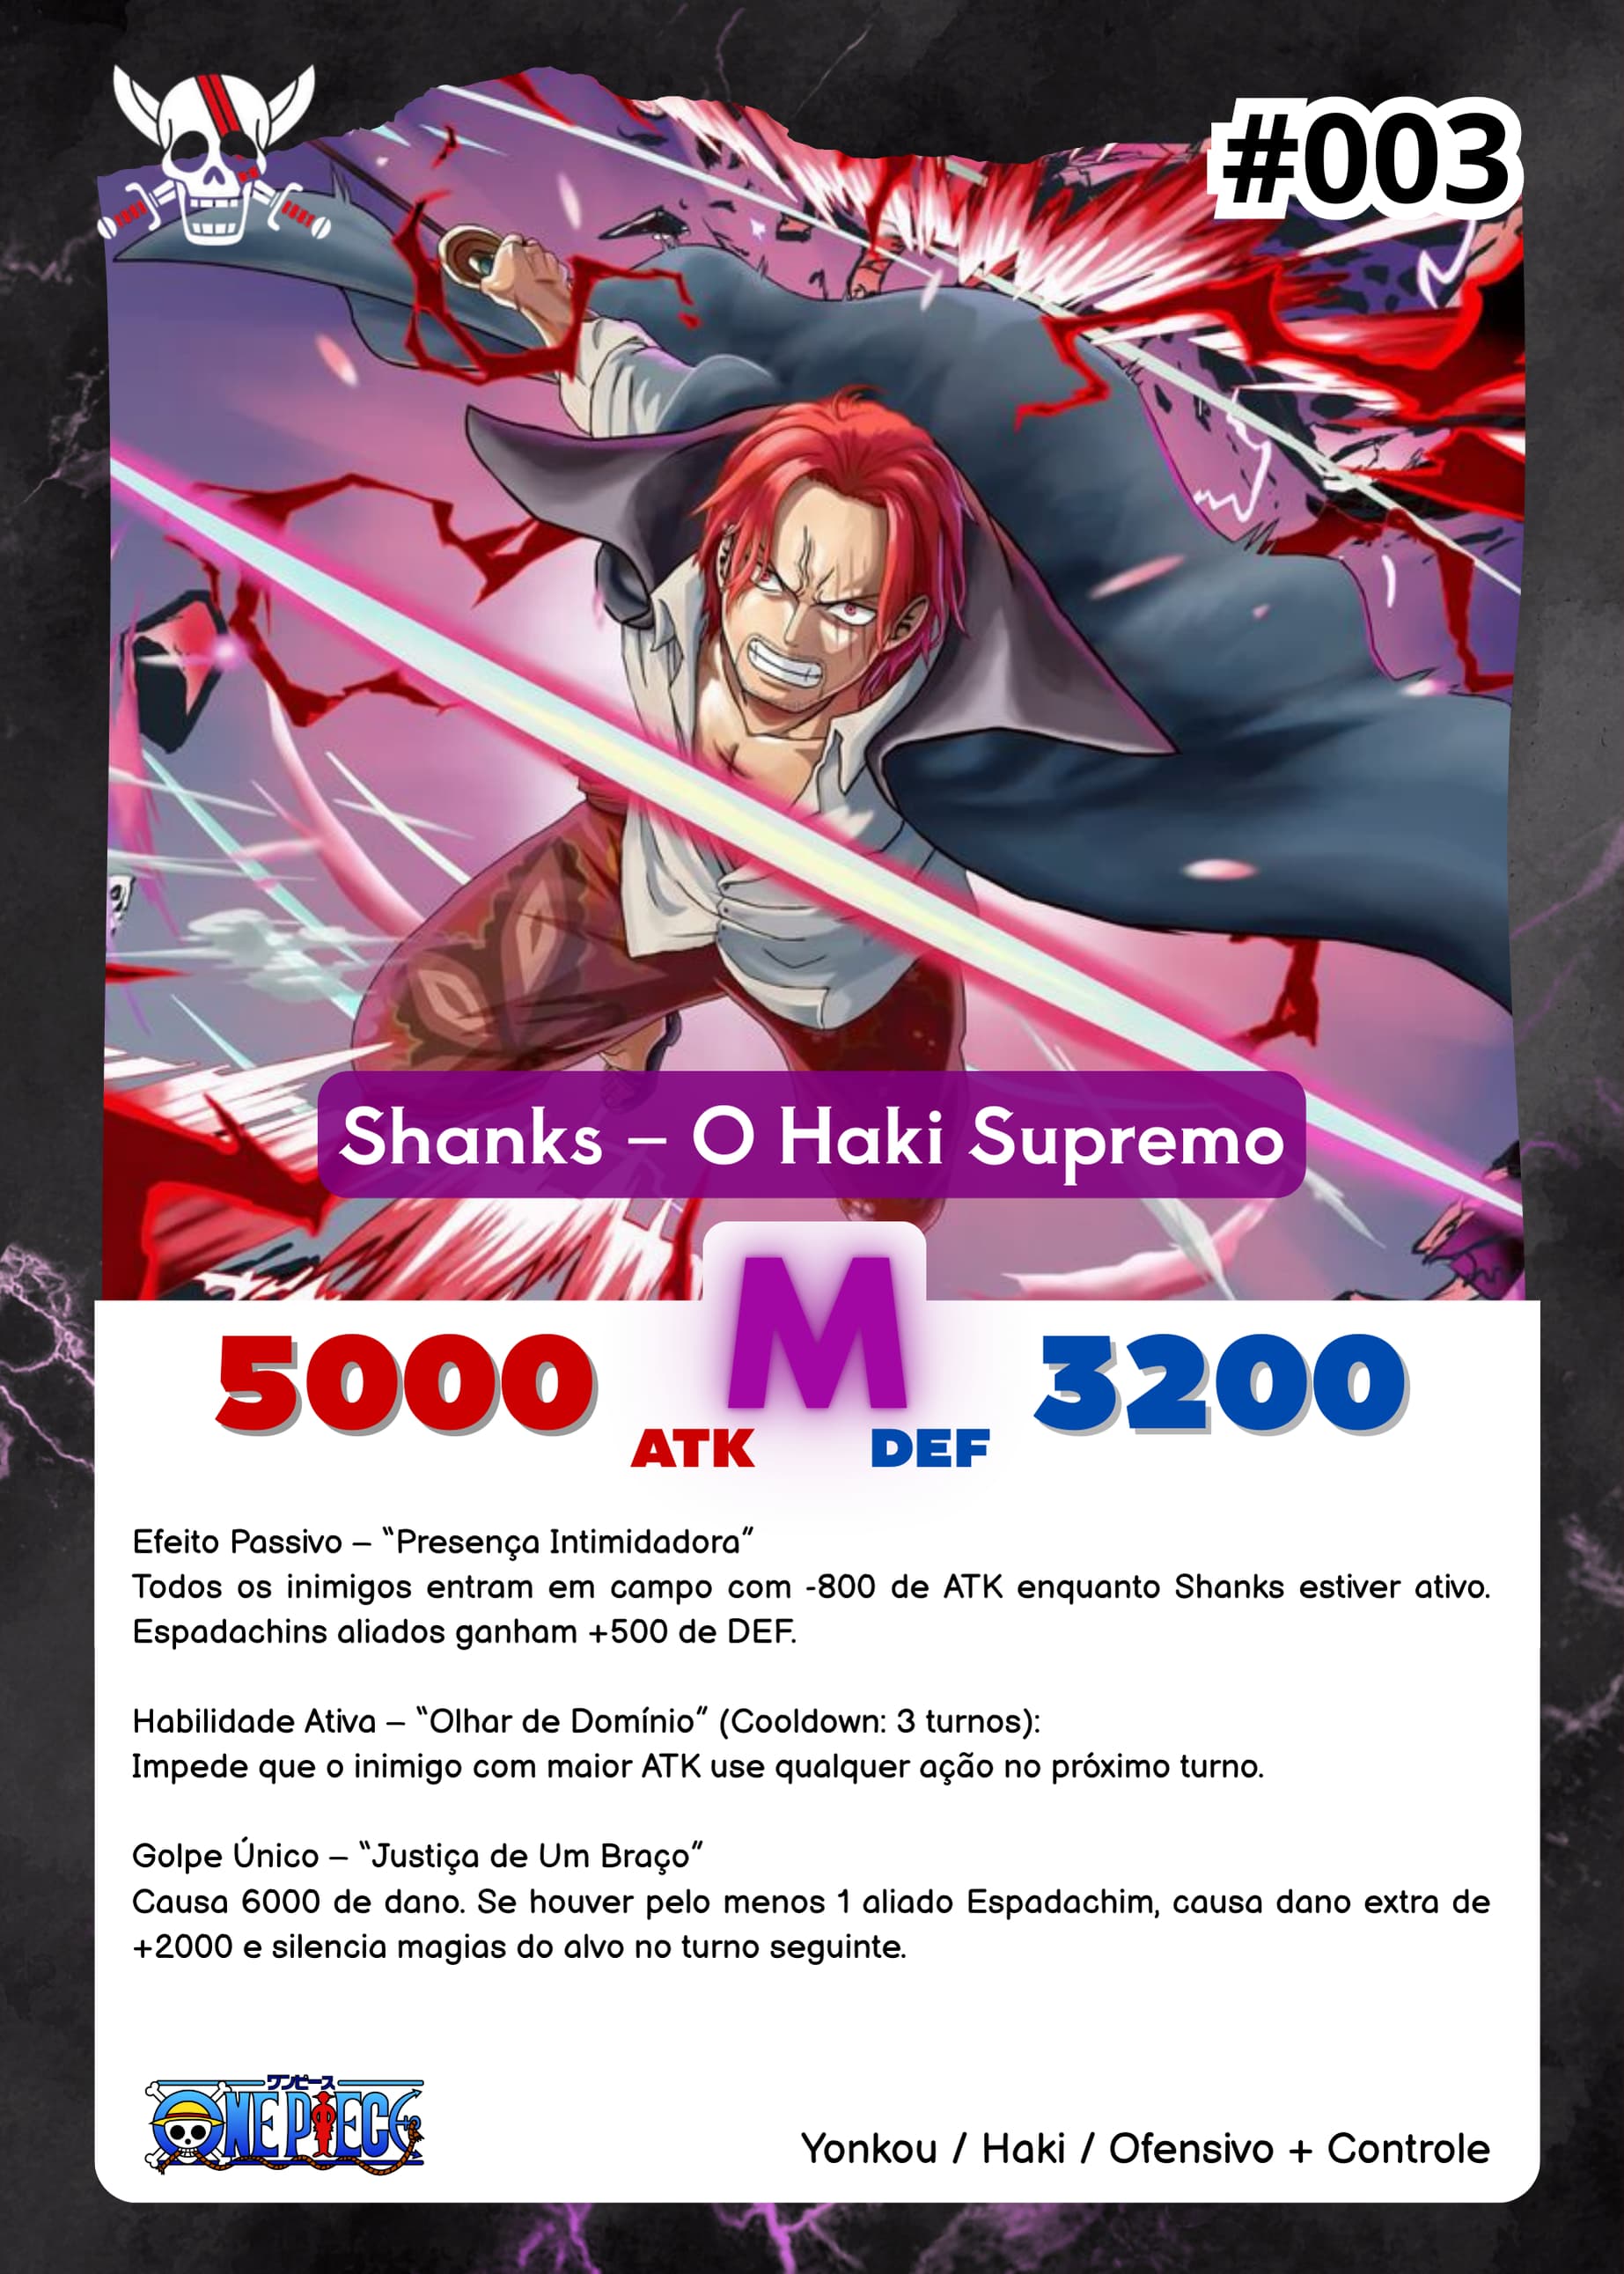 #003
Shanks – O Haki Supremo
M
5000
3200
ATK
DEF
Efeito Passivo – “Presença Intimidadora”
Todos os inimigos entram em campo com -800 de ATK enquanto Shanks estiver ativo.
Espadachins aliados ganham +500 de DEF.
Habilidade Ativa – “Olhar de Domínio” (Cooldown: 3 turnos):
Impede que o inimigo com maior ATK use qualquer ação no próximo turno.
Golpe Único – “Justiça de Um Braço”
Causa 6000 de dano. Se houver pelo menos 1 aliado Espadachim, causa dano extra de
+2000 e silencia magias do alvo no turno seguinte.
ワンピース
ONE PIECE
Yonkou / Haki / Ofensivo + Controle